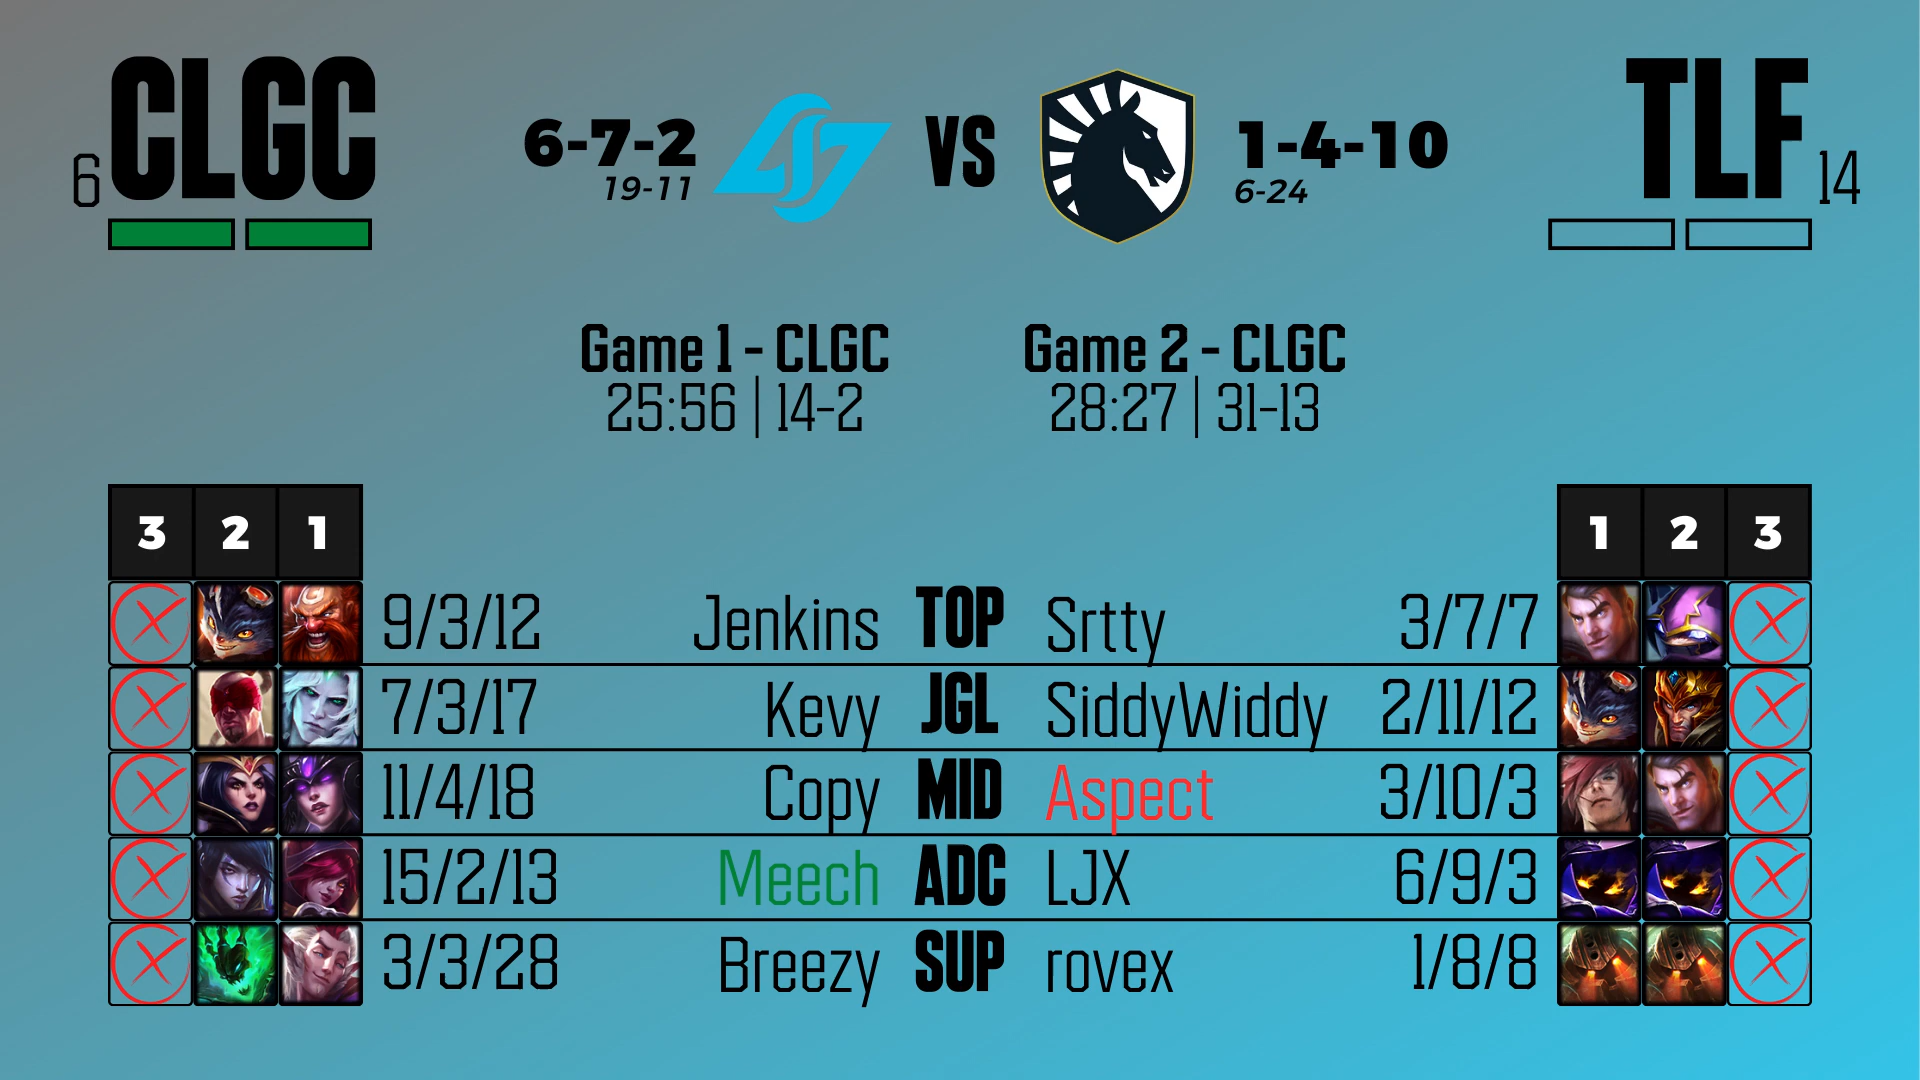 6 CLGC 6-7-2 VS 1-4-10 TLF 14
19-11 6-24
Game 1 - CLGC Game 2 - CLGC
25:56 | 14-2 28:27 | 31-13
3 2 1 1 2 3
9/3/12 Jenkins TOP Srtty 3/7/7
7/3/17 Kevy JGL SiddyWiddy 2/11/12
11/4/18 Copy MID Aspect 3/10/3
15/2/13 Meech ADC LJX 6/9/3
3/3/28 Breezy SUP rovex 1/8/8